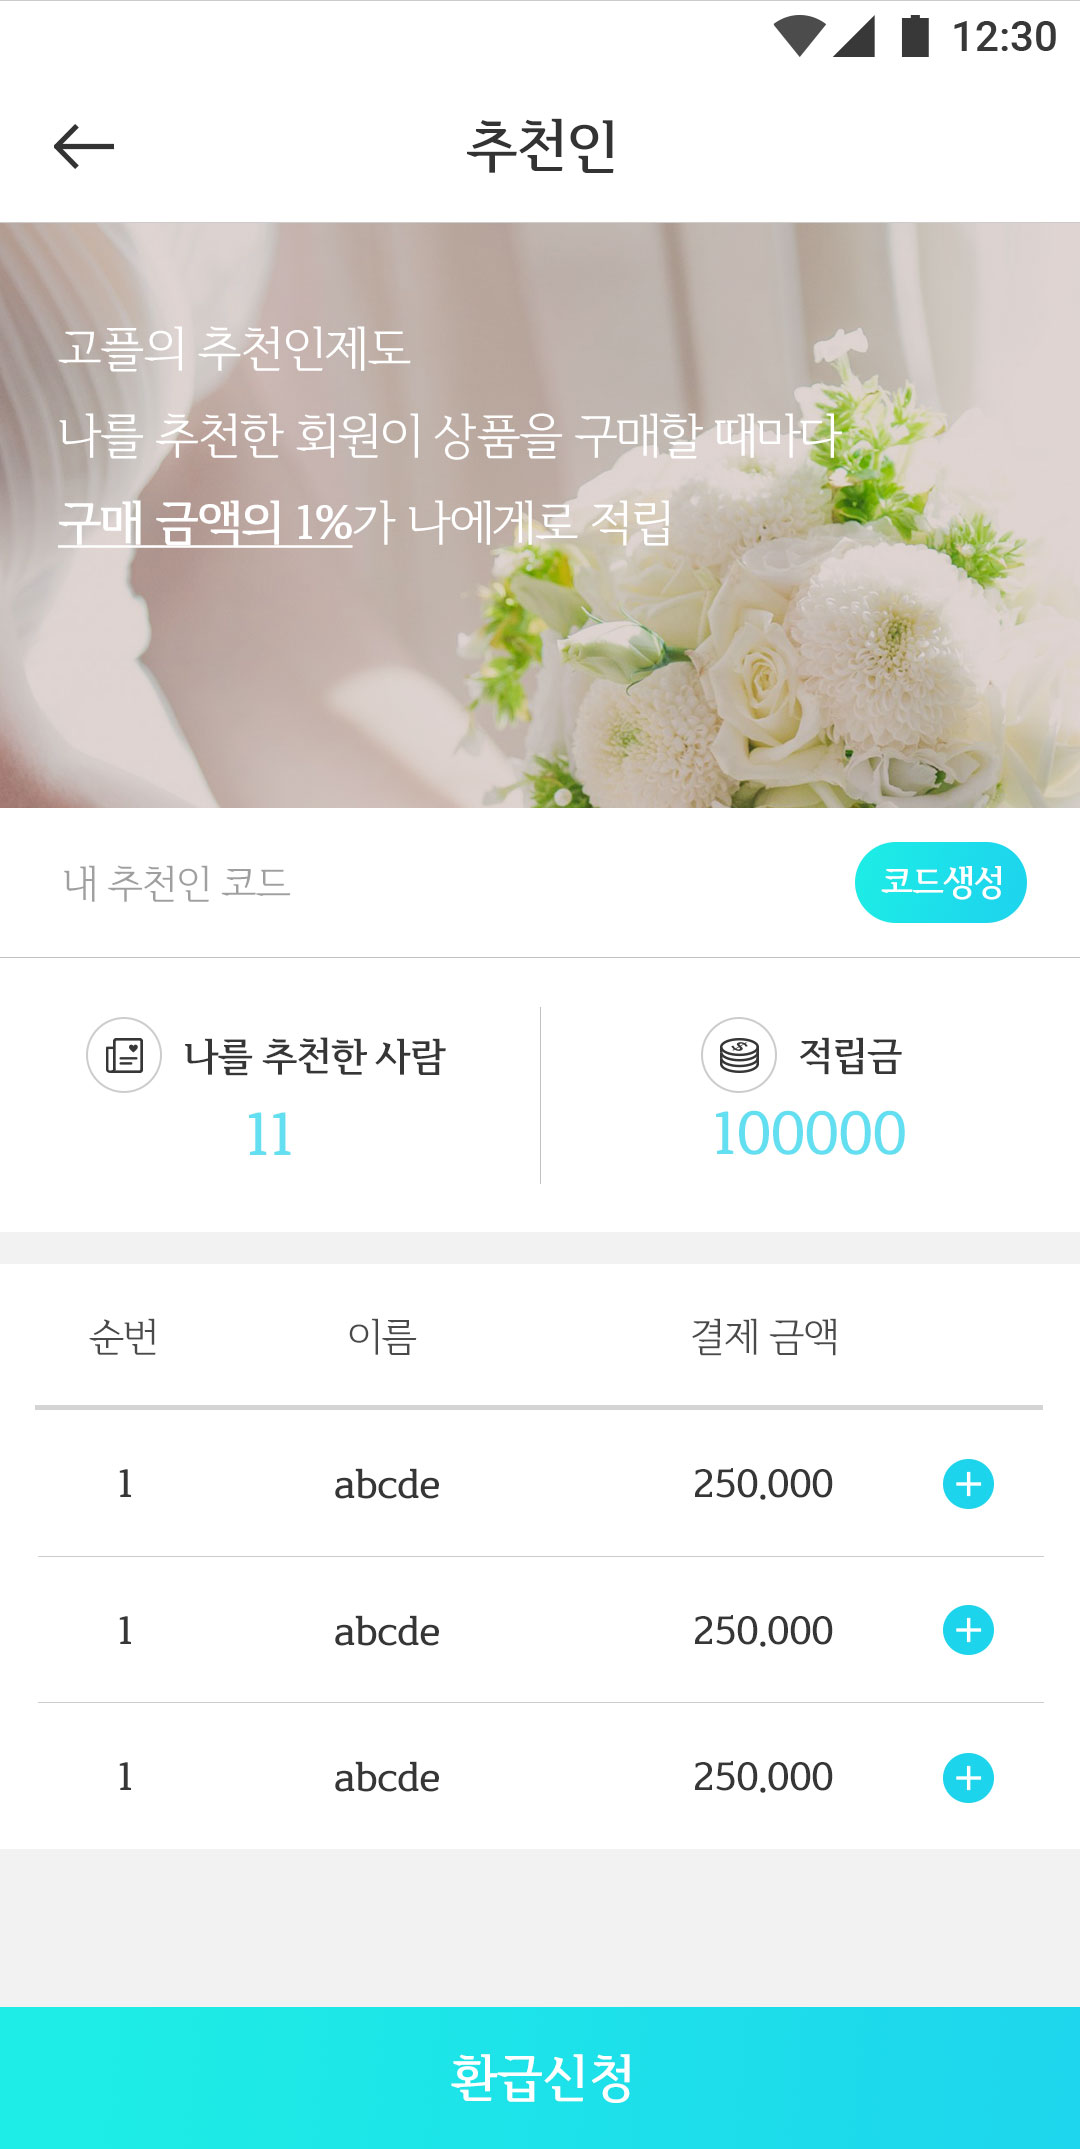 12:30
추천인
고플의 추천인제도
나를 추천한 회원이 상품을 구매할 때마다
구매 금액의 1%가 나에게로 적립
내 추천인 코드
코드생성
나를 추천한 사람
11
적립금
100000
순번 이름 결제 금액
1 abcde 250.000
1 abcde 250.000
1 abcde 250.000
환급신청